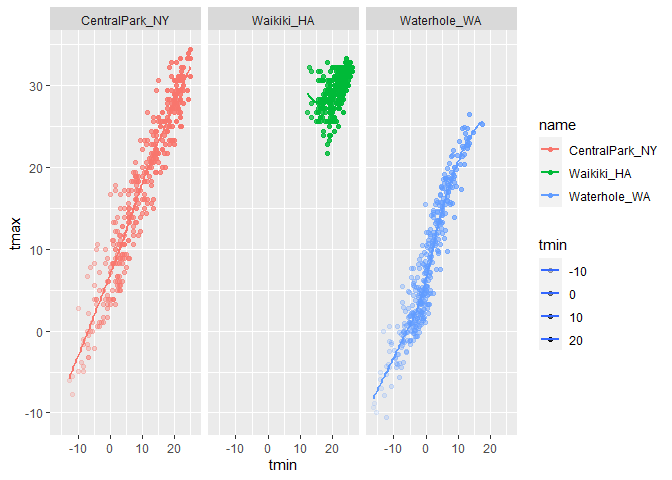 CentralPark_NY Waikiki_HA Waterhole_WA
30
20
10
0
-10
tmax
-10 0 10 20 -10 0 10 20 -10 0 10 20
tmin
name
CentralPark_NY
Waikiki_HA
Waterhole_WA
tmin
-10
0
10
20